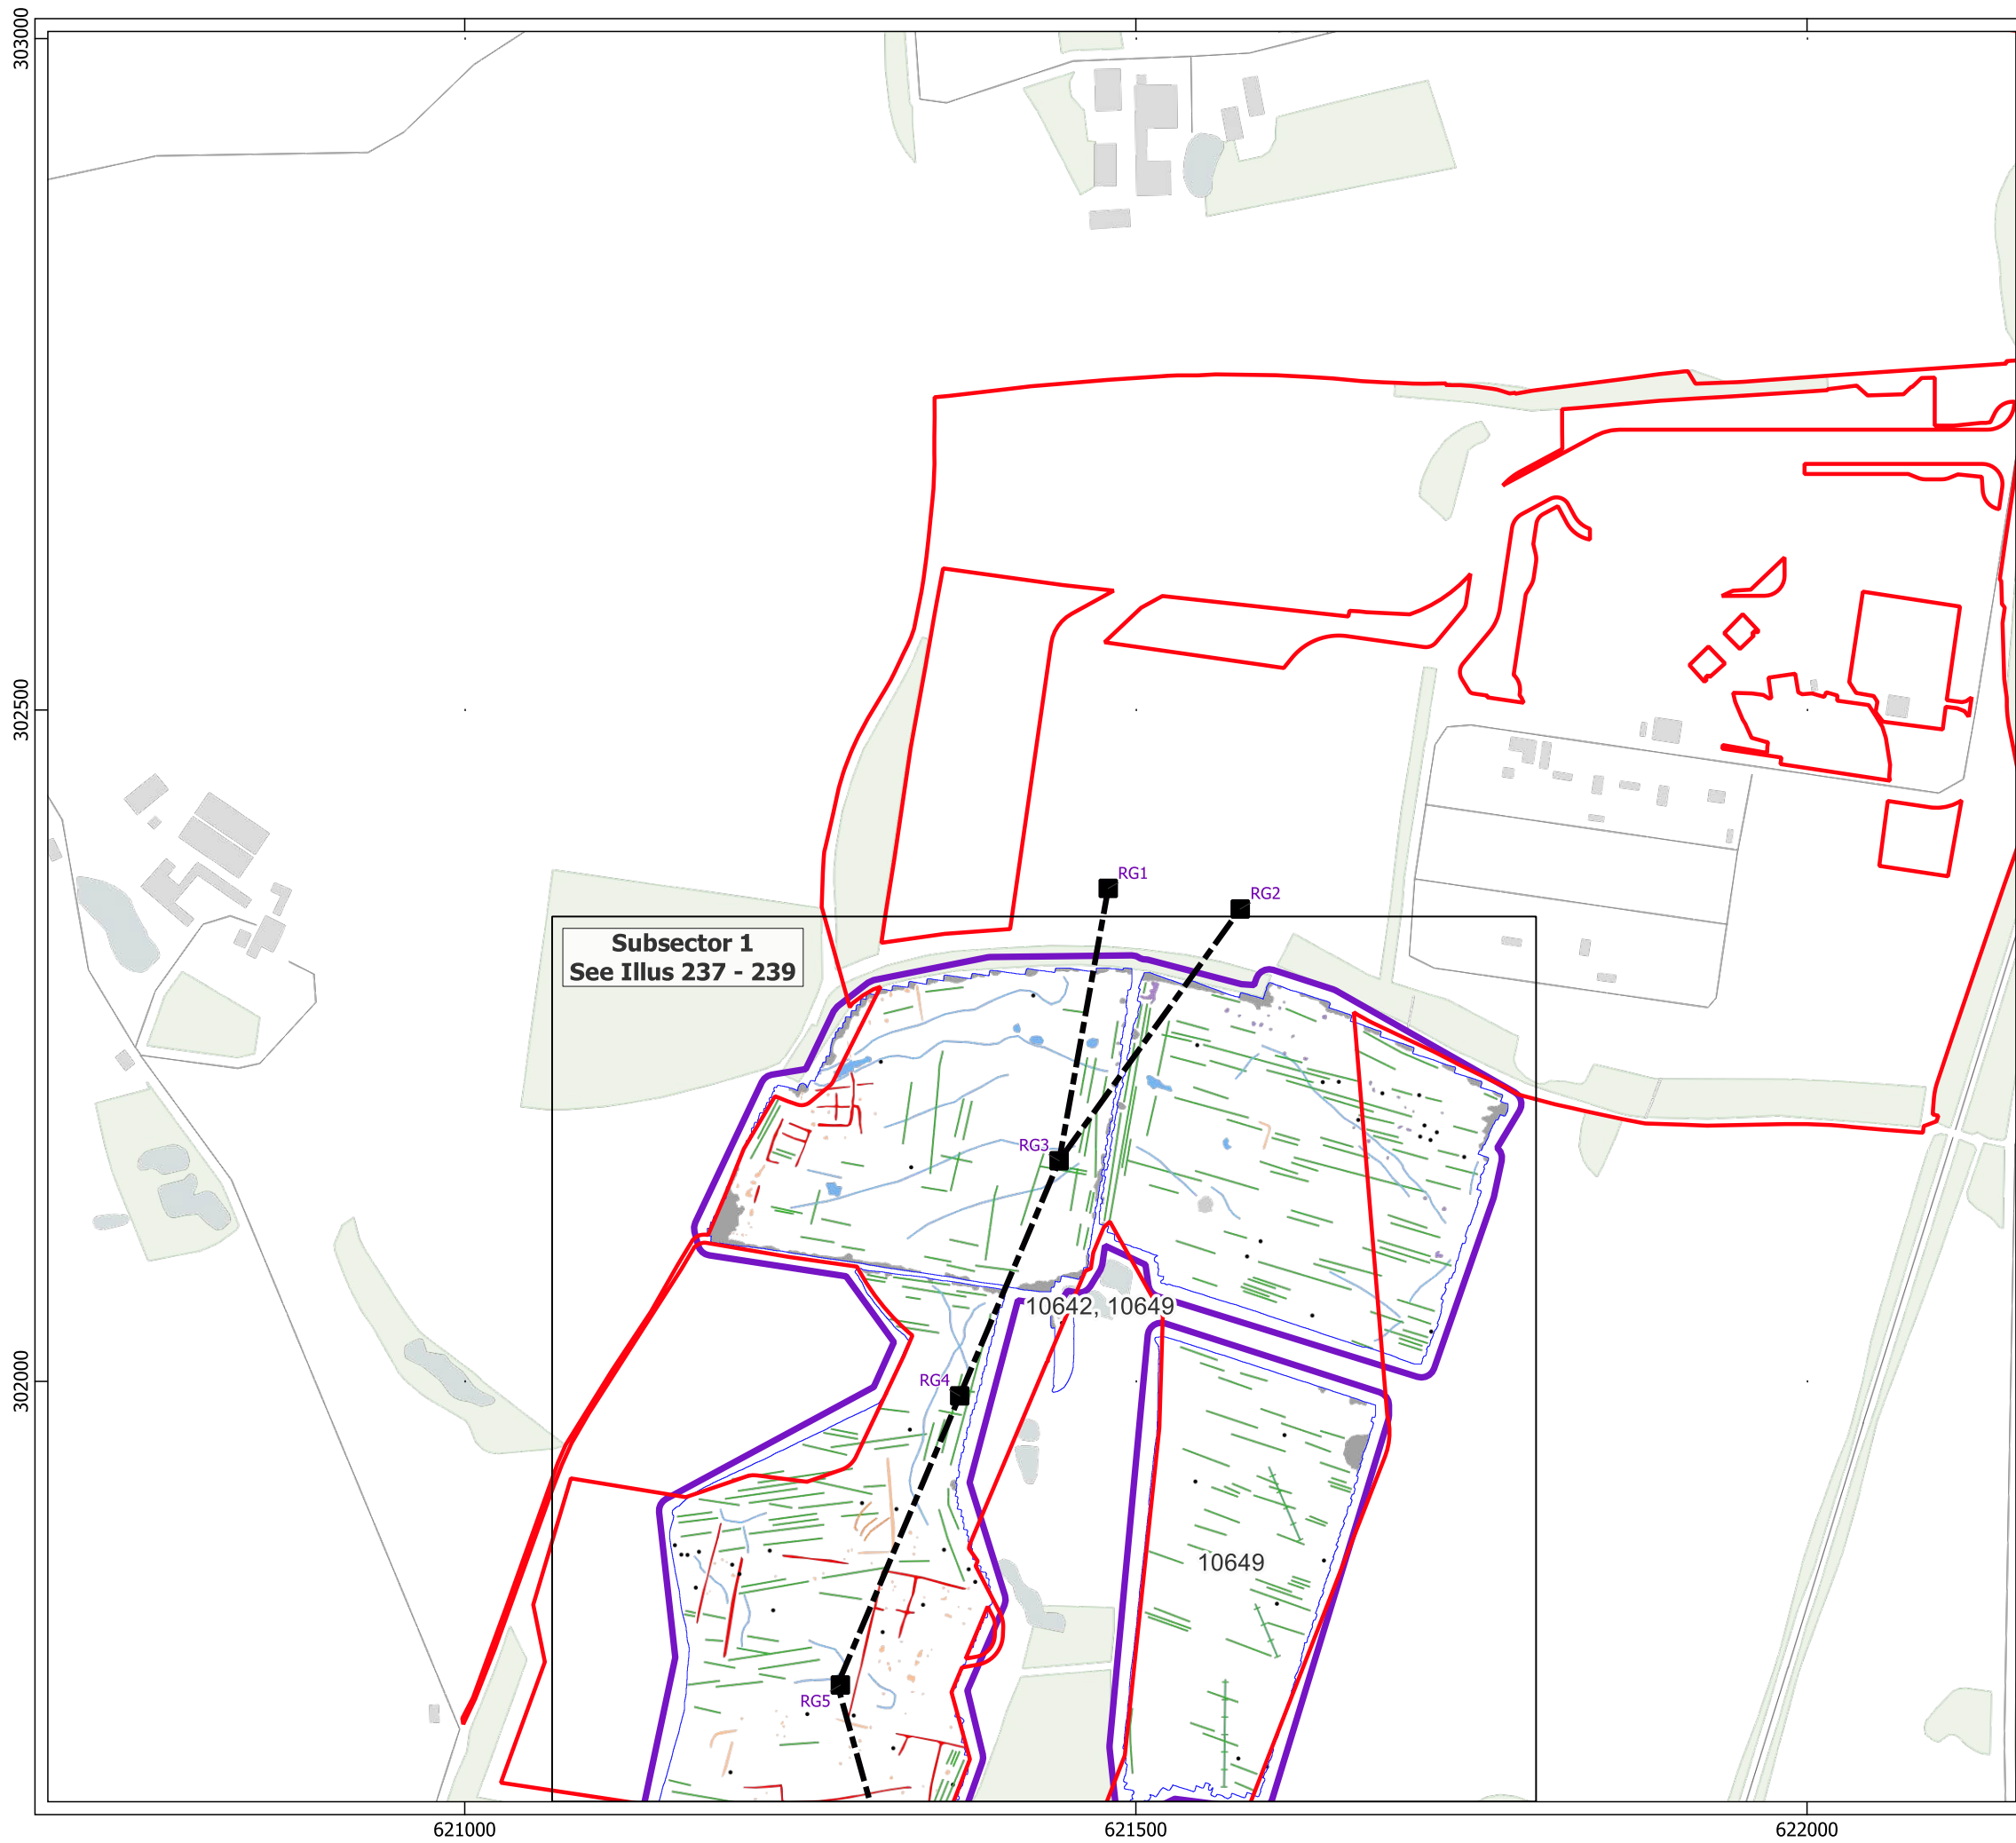 303000
302500
RG1
RG2
Subsector 1
See Illus 237 - 239
RG3
10642, 10649
302000
RG4
10649
RG5
621000
621500
622000